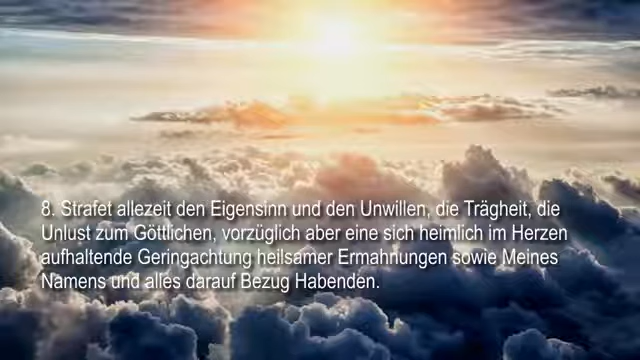 8. Strafet allezeit den Eigensinn und den Unwillen, die Trägheit, die
Unlust zum Göttlichen, vorzüglich aber eine sich heimlich im Herzen
aufhaltende Geringachtung heilsamer Ermahnungen sowie Meines
Namens und alles darauf Bezug Habenden.